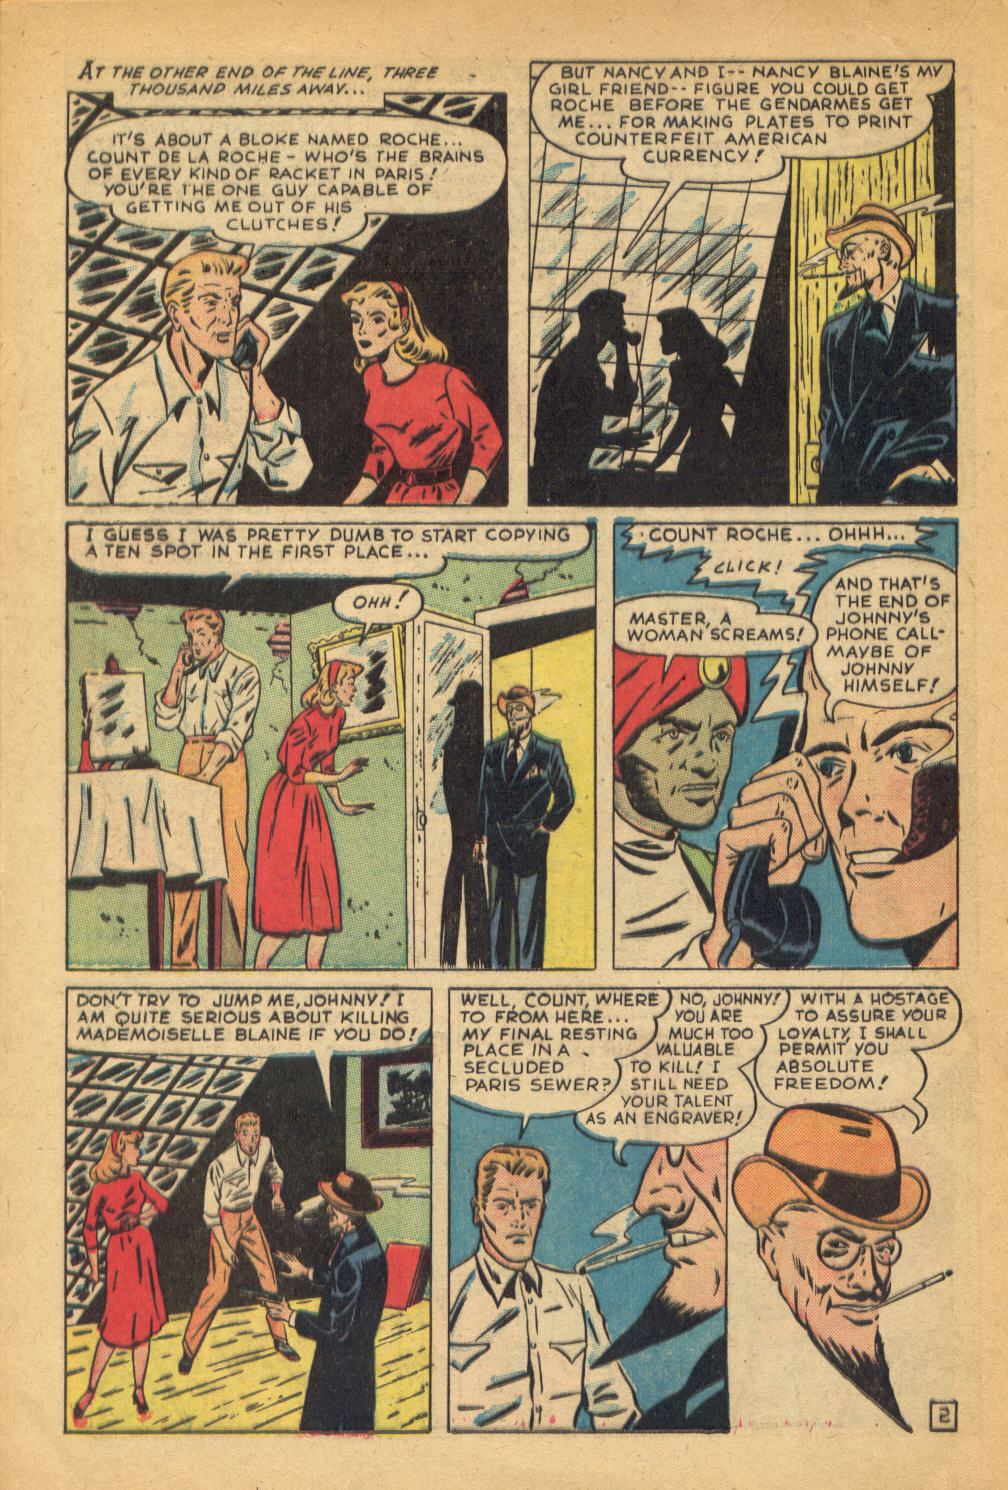 AT THE OTHER END OF THE LINE, THREE
THOUSAND MILES AWAY...
IT'S ABOUT A BLOKE NAMED ROCHE...
COUNT DE LA ROCHE - WHO'S THE BRAINS
OF EVERY KIND OF RACKET IN PARIS!
YOU'RE THE ONE GUY CAPABLE OF
GETTING ME OUT OF HIS
CLUTCHES!
BUT NANCY AND I-- NANCY BLAINE'S MY
GIRL FRIEND-- FIGURE YOU COULD GET
ROCHE BEFORE THE GENDARMES GET
ME... FOR MAKING PLATES TO PRINT
COUNTERFEIT AMERICAN
CURRENCY!
I GUESS I WAS PRETTY DUMB TO START COPYING
A TEN SPOT IN THE FIRST PLACE...
OHH!
COUNT ROCHE... OHHH...
CLICK!
MASTER, A
WOMAN SCREAMS!
AND THAT'S
THE END OF
JOHNNY'S
PHONE CALL-
MAYBE OF
JOHNNY
HIMSELF!
DON'T TRY TO JUMP ME, JOHNNY! I
AM QUITE SERIOUS ABOUT KILLING
MADEMOISELLE BLAINE IF YOU DO!
WELL, COUNT, WHERE
TO FROM HERE...
MY FINAL RESTING
PLACE IN A
SECLUDED
PARIS SEWER?
NO, JOHNNY!
YOU ARE
MUCH TOO
VALUABLE
TO KILL! I
STILL NEED
YOUR TALENT
AS AN ENGRAVER!
WITH A HOSTAGE
TO ASSURE YOUR
LOYALTY, I SHALL
PERMIT YOU
ABSOLUTE
FREEDOM!
2